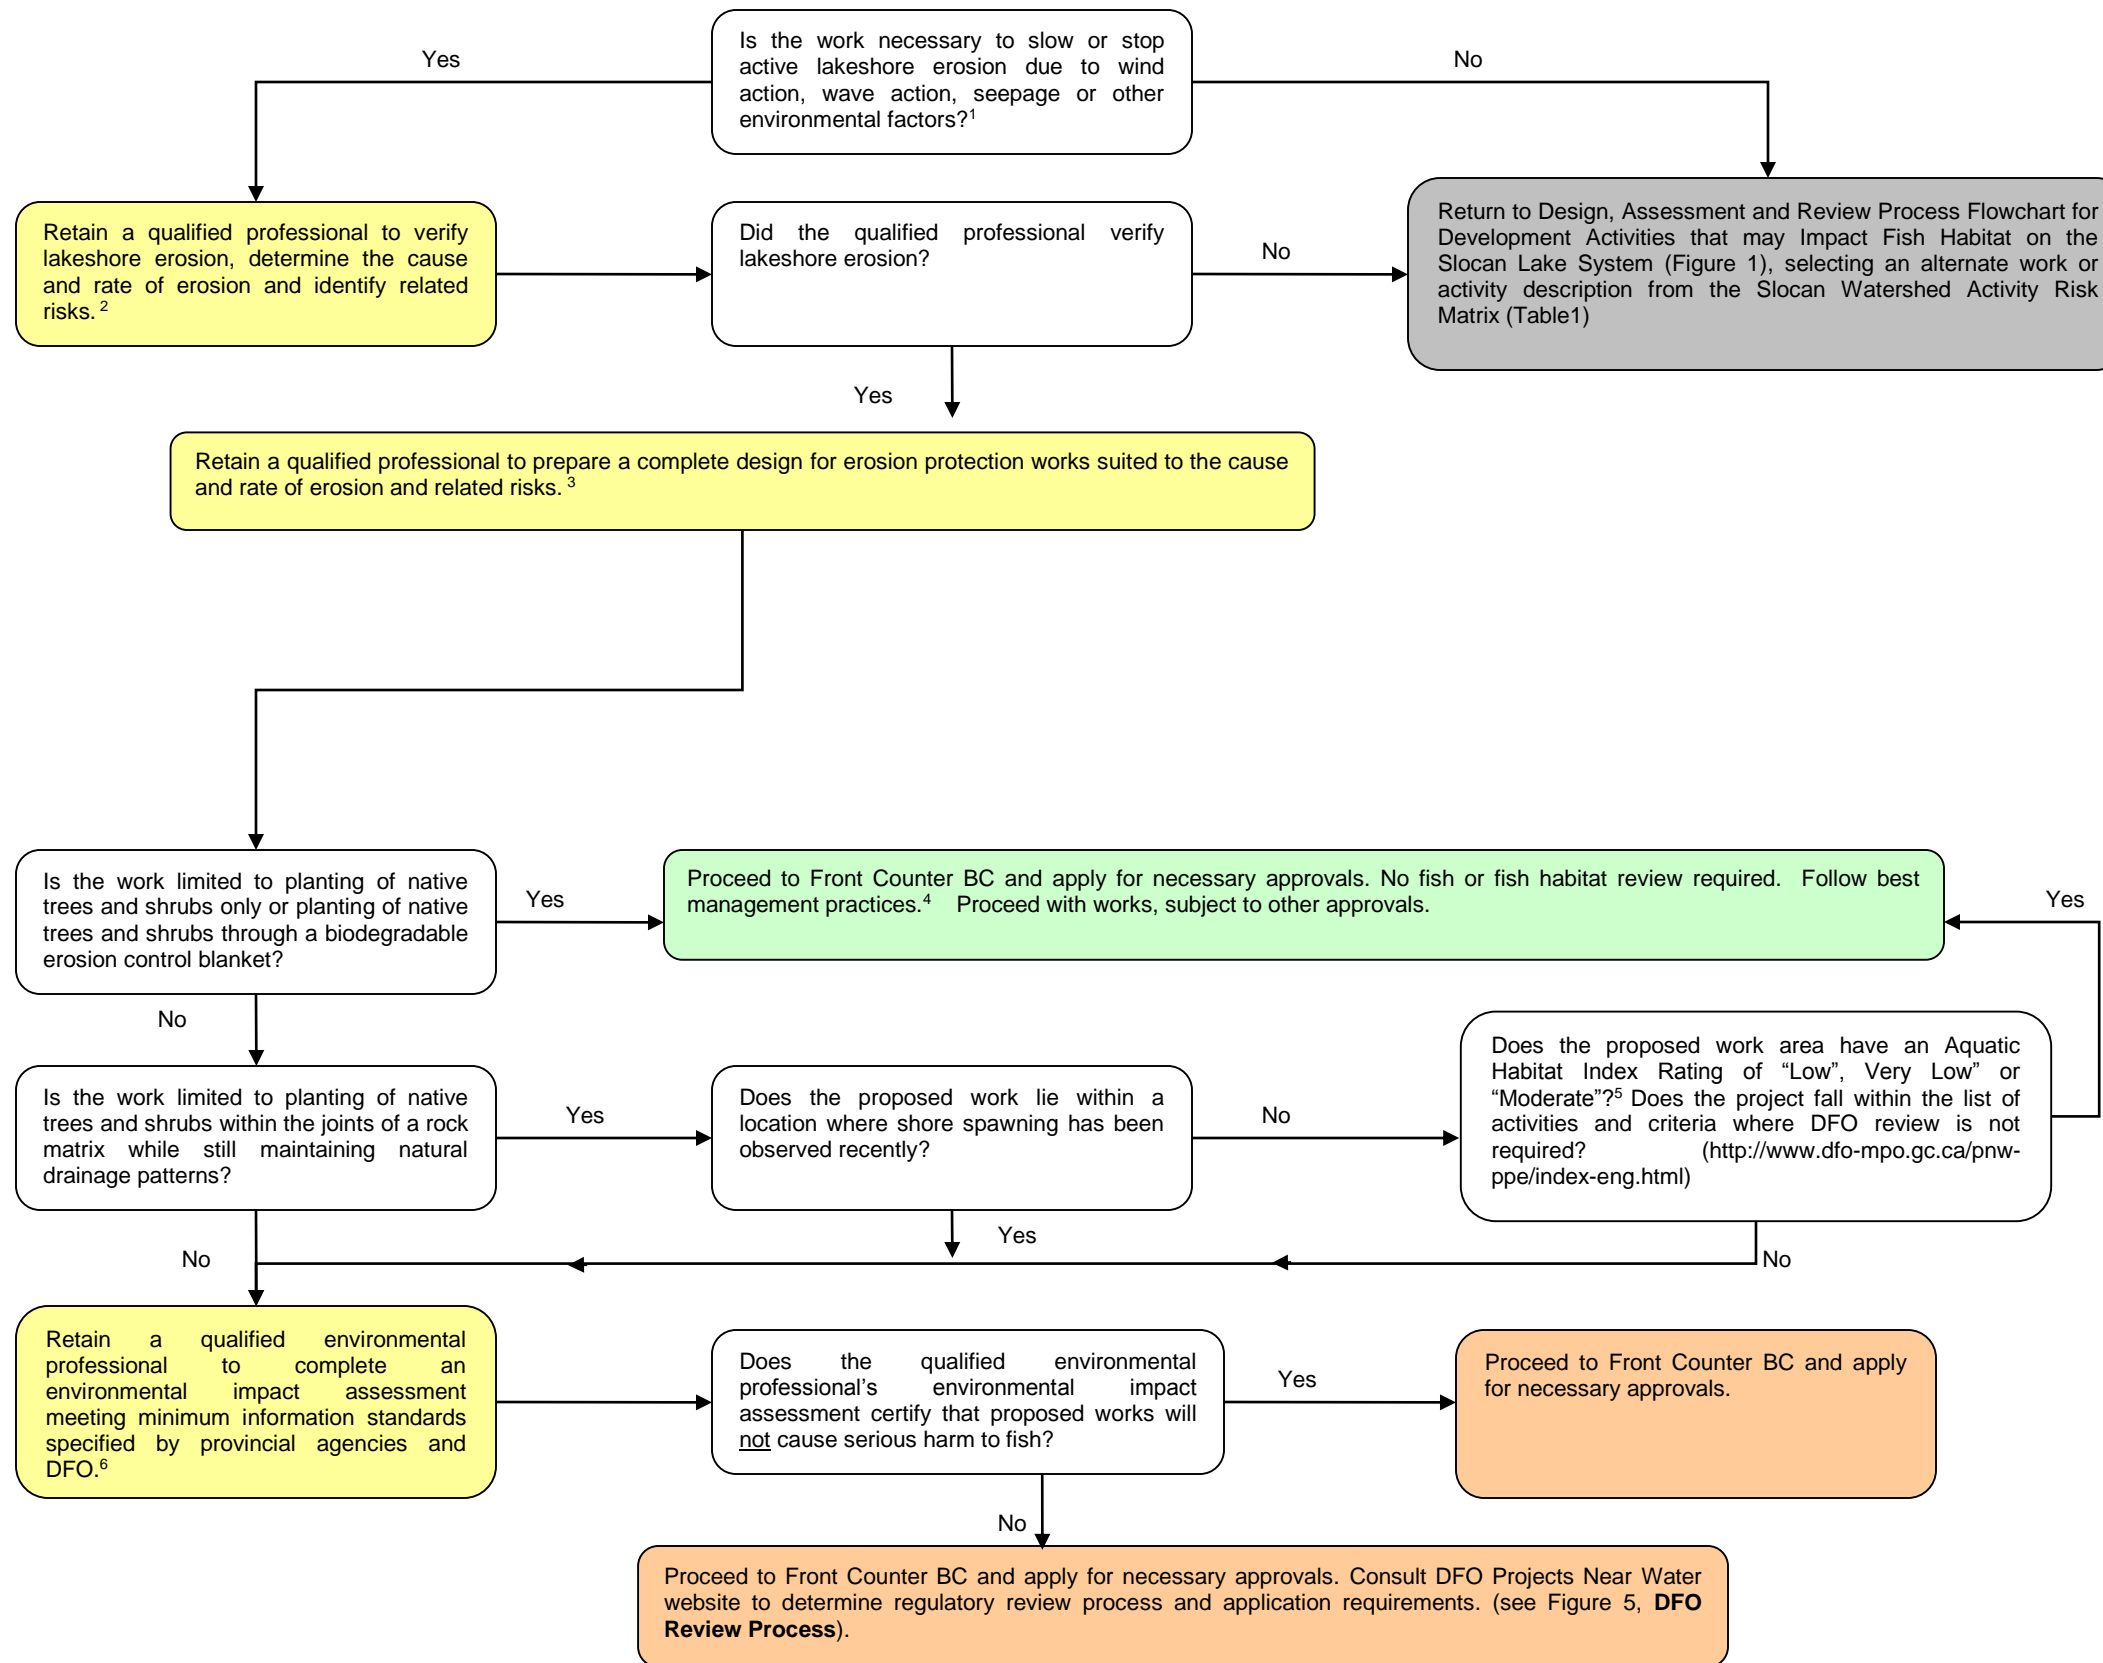 Is the work necessary to slow or stop
active lakeshore erosion due to wind
action, wave action, seepage or other
environmental factors?1
Yes
No
Retain a qualified professional to verify
lakeshore erosion, determine the cause
and rate of erosion and identify related
risks. 2
Did the qualified professional verify
lakeshore erosion?
No
Return to Design, Assessment and Review Process Flowchart for
Development Activities that may Impact Fish Habitat on the
Slocan Lake System (Figure 1), selecting an alternate work or
activity description from the Slocan Watershed Activity Risk
Matrix (Table1)
Yes
Retain a qualified professional to prepare a complete design for erosion protection works suited to the cause
and rate of erosion and related risks. 3
Is the work limited to planting of native
trees and shrubs only or planting of native
trees and shrubs through a biodegradable
erosion control blanket?
Yes
Proceed to Front Counter BC and apply for necessary approvals. No fish or fish habitat review required. Follow best
management practices.4 Proceed with works, subject to other approvals.
Yes
No
Is the work limited to planting of native
trees and shrubs within the joints of a rock
matrix while still maintaining natural
drainage patterns?
Yes
Does the proposed work lie within a
location where shore spawning has been
observed recently?
No
Does the proposed work area have an Aquatic
Habitat Index Rating of “Low”, Very Low” or
“Moderate”?5 Does the project fall within the list of
activities and criteria where DFO review is not
required? (http://www.dfo-mpo.gc.ca/pnw-
ppe/index-eng.html)
No
Yes
No
Retain a qualified environmental
professional to complete an
environmental impact assessment
meeting minimum information standards
specified by provincial agencies and
DFO.6
Does the qualified environmental
professional’s environmental impact
assessment certify that proposed works will
not cause serious harm to fish?
Yes
Proceed to Front Counter BC and apply
for necessary approvals.
No
Proceed to Front Counter BC and apply for necessary approvals. Consult DFO Projects Near Water
website to determine regulatory review process and application requirements. (see Figure 5, DFO
Review Process).